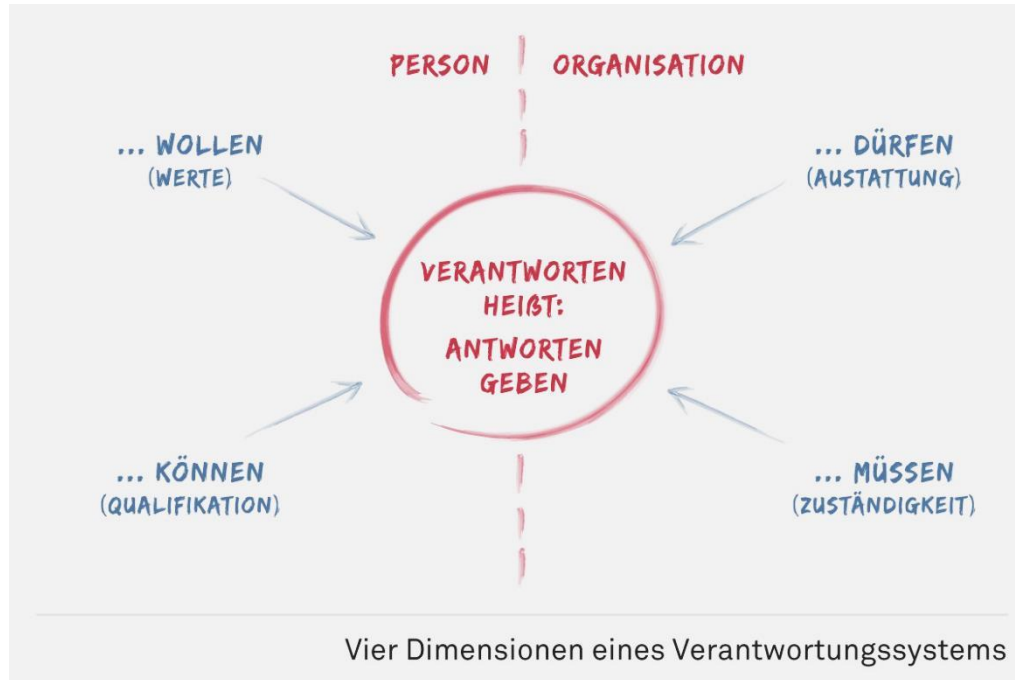 PERSON
ORGANISATION
... WOLLEN
(WERTE)
... DÜRFEN
(AUSTATTUNG)
VERANTWORTEN
HEIẞT:
ANTWORTEN
GEBEN
... KÖNNEN
(QUALIFIKATION)
... MÜSSEN
(ZUSTÄNDIGKEIT)
Vier Dimensionen eines Verantwortungssystems